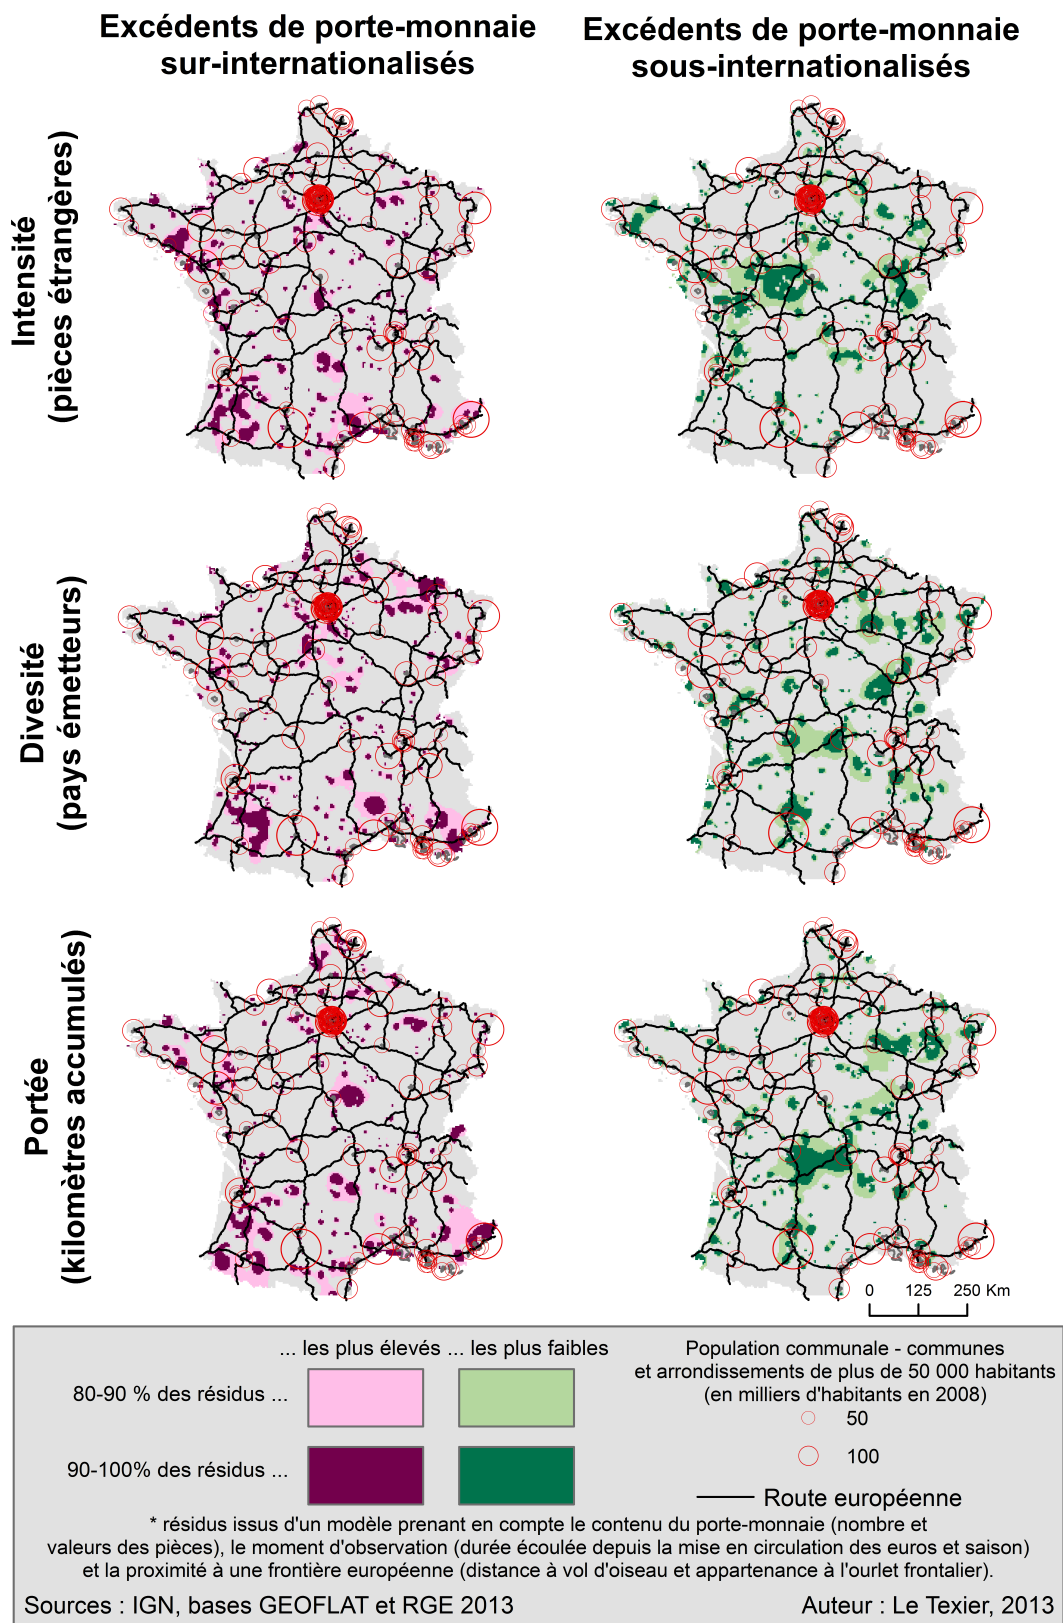 Excédents de porte-monnaie
sur-internationalisés
Excédents de porte-monnaie
sous-internationalisés
Intensité
(pièces étrangères)
Divesité
(pays émetteurs)
Portée
(kilomètres accumulés)
0 125 250 Km
... les plus élevés ... les plus faibles
80-90 % des résidus ...
90-100% des résidus ...
Population communale - communes
et arrondissements de plus de 50 000 habitants
(en milliers d'habitants en 2008)
50
100
Route européenne
* résidus issus d'un modèle prenant en compte le contenu du porte-monnaie (nombre et
valeurs des pièces), le moment d'observation (durée écoulée depuis la mise en circulation des euros et saison)
et la proximité à une frontière européenne (distance à vol d'oiseau et appartenance à l'ourlet frontalier).
Sources : IGN, bases GEOFLAT et RGE 2013
Auteur : Le Texier, 2013